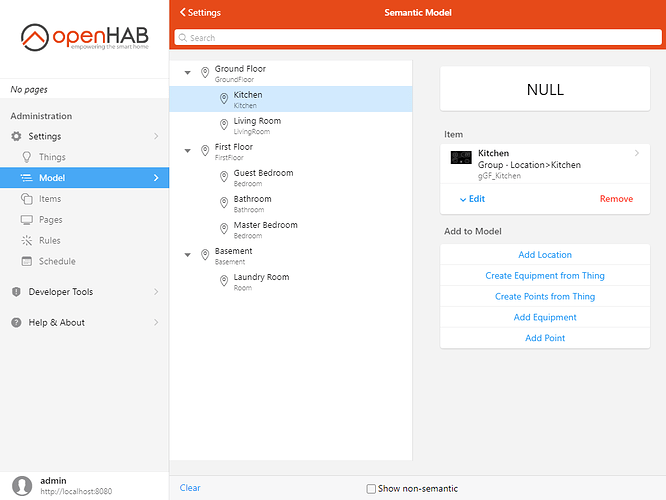 openHAB
empowering the smart home
No pages
Administration
Settings
Things
Model
Items
Pages
Rules
Schedule
Developer Tools
Help & About
admin
http://localhost:8080
Settings
Semantic Model
Search
Ground Floor
GroundFloor
Kitchen
Kitchen
Living Room
LivingRoom
First Floor
FirstFloor
Guest Bedroom
Bedroom
Bathroom
Bathroom
Master Bedroom
Bedroom
Basement
Basement
Laundry Room
Room
NULL
Item
Kitchen
Group - Location>Kitchen
gGF_Kitchen
Edit
Remove
Add to Model
Add Location
Create Equipment from Thing
Create Points from Thing
Add Equipment
Add Point
Clear
Show non-semantic